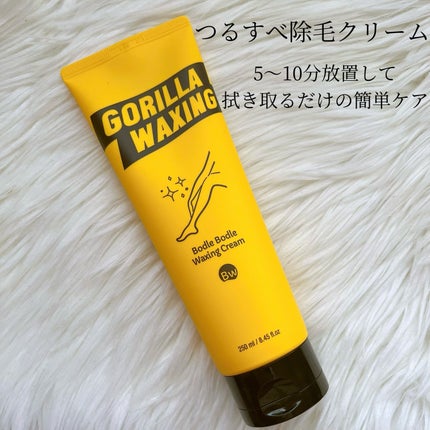 つるすべ除毛クリーム
5〜10分放置して
拭き取るだけの簡単ケア
GORILLA
WAXING
Bodle Bodle
Waxing Cream
Bw
250 ml / 8.45 fl.oz